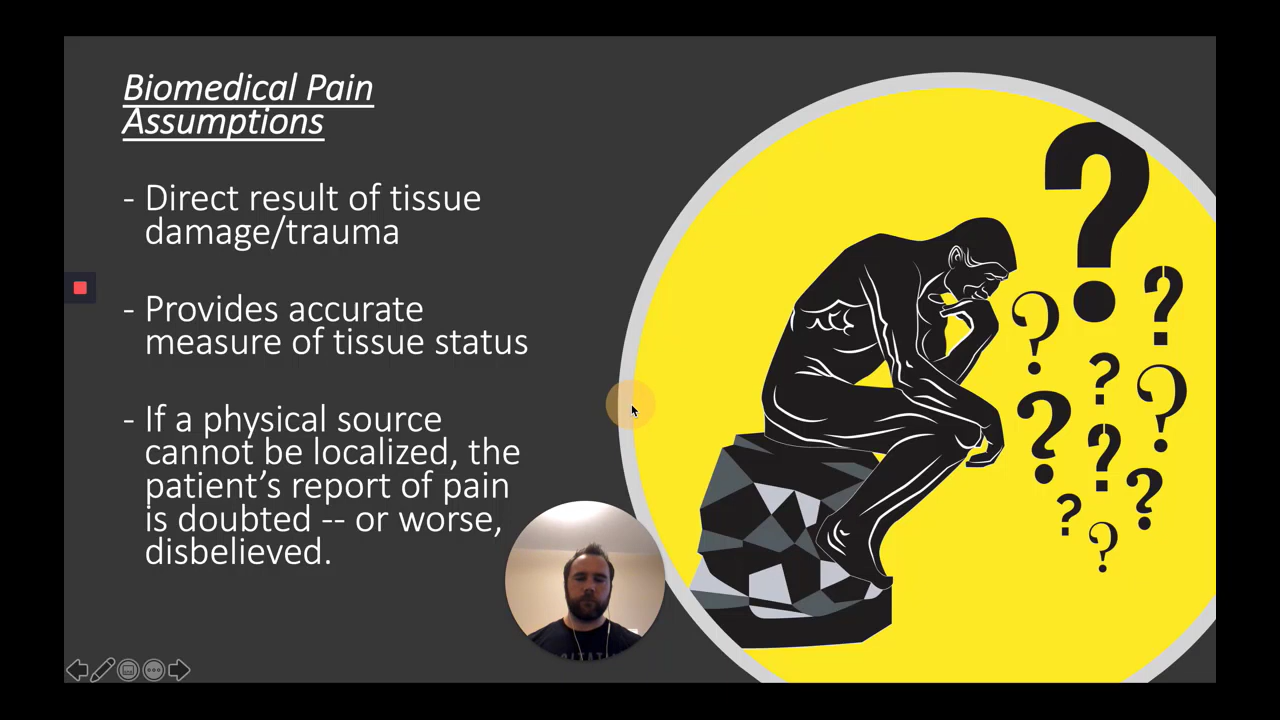 Biomedical Pain
Assumptions
- Direct result of tissue
damage/trauma
- Provides accurate
measure of tissue status
- If a physical source
cannot be localized, the
patient's report of pain
is doubted -- or worse,
disbelieved.
?
? ?
? ?
? ? ?
? ?